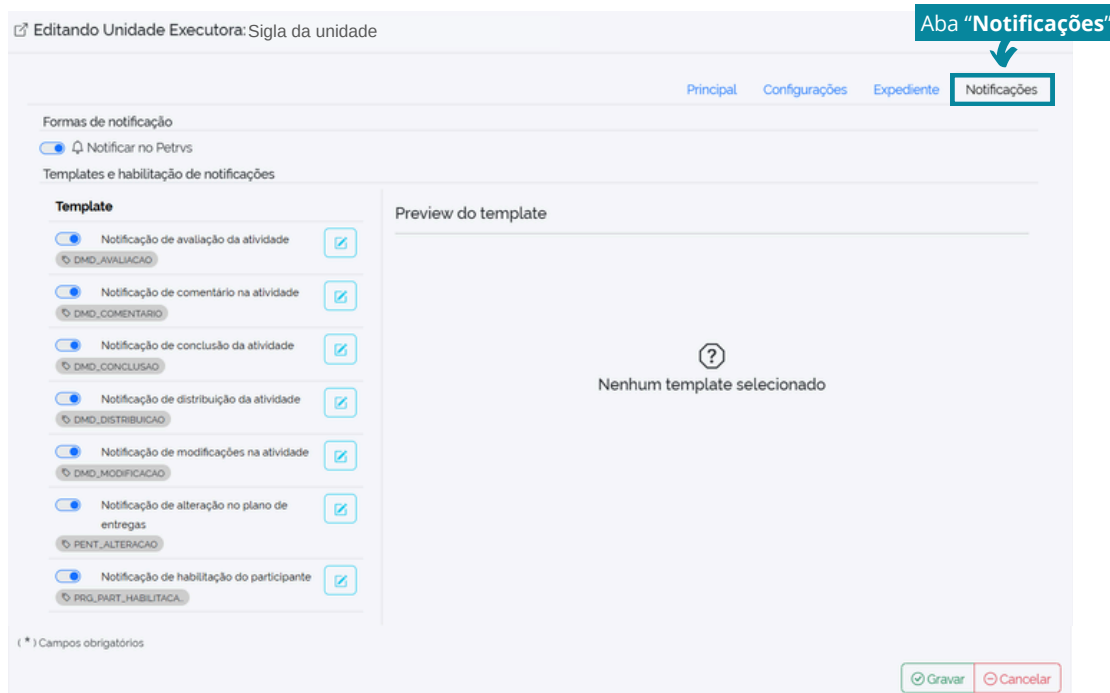 Aba “Notificações”
Editando Unidade Executora: Sigla da unidade
Principal Configurações Expediente Notificações
Formas de notificação
Notificar no Petrvs
Templates e habilitação de notificações
Template
Preview do template
Notificação de avaliação da atividade
DMD_AVALIACAO
Notificação de comentário na atividade
DMD_COMENTARIO
Notificação de conclusão da atividade
DMD_CONCLUSAO
Nenhum template selecionado
Notificação de distribuição da atividade
DMD_DISTRIBUICAO
Notificação de modificações na atividade
DMD_MODIFICACAO
Notificação de alteração no plano de
entregas
PENT_ALTERACAO
Notificação de habilitação do participante
PRG_PART_HABILITACA...
( * ) Campos obrigatórios
Gravar Cancelar